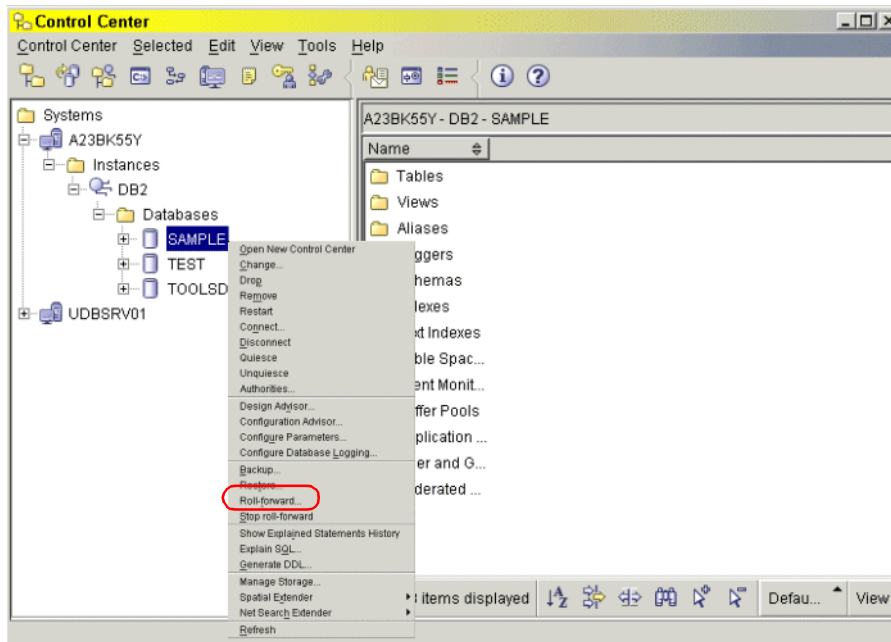 Control Center
Control Center Selected Edit View Tools Help
Systems
A23BK55Y
Instances
DB2
Databases
SAMPLE
TEST
TOOLSD
UDBSRV01
A23BK55Y - DB2 - SAMPLE
Name
Tables
Views
Aliases
ggers
hemas
lexes
xt Indexes
ble Spac...
ent Monit...
ffer Pools
plication ...
er and G...
derated ...
Open New Control Center
Change...
Drop
Remove
Restart
Connect...
Disconnect
Quiesce
Unquiesce
Authorities...
Design Advisor...
Configuration Advisor...
Configure Parameters...
Configure Database Logging...
Backup...
Restore...
Roll-forward...
Stop roll-forward
Show Explained Statements History
Explain SQL...
Generate DDL...
Manage Storage...
Spatial Extender
Net Search Extender
Refresh
items displayed
Defau... View